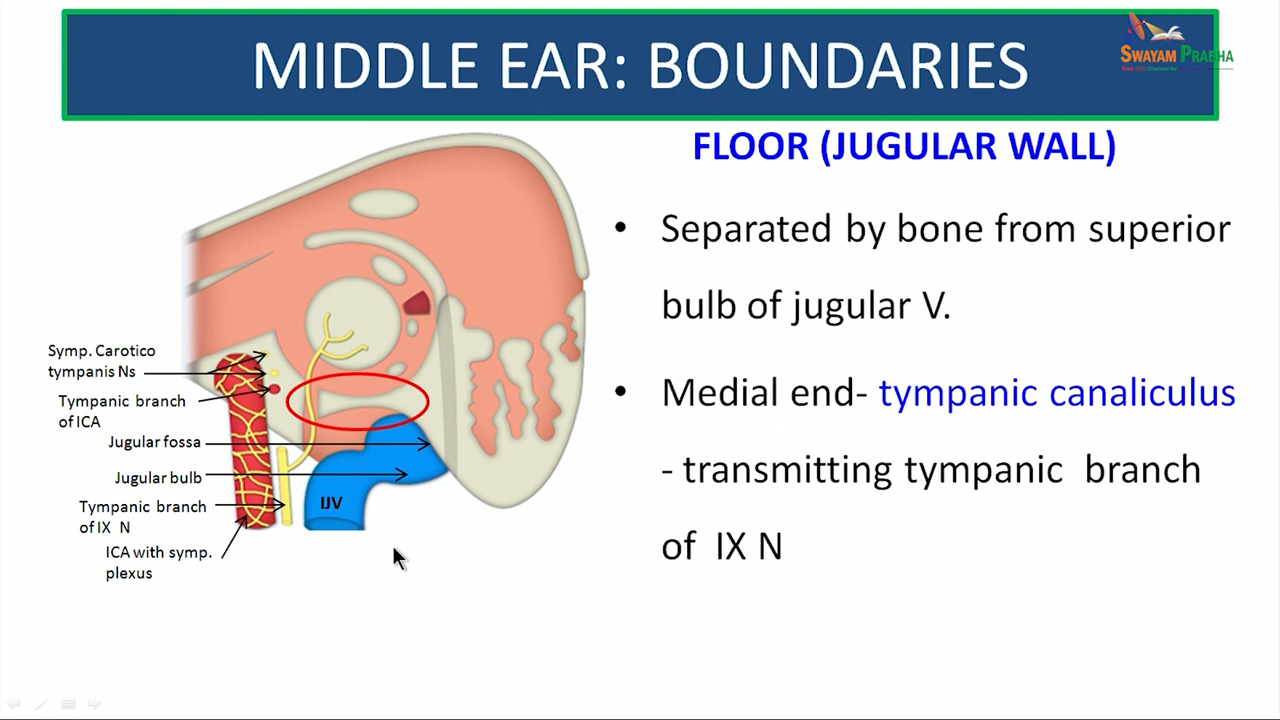 MIDDLE EAR: BOUNDARIES
SWAYAM PRABHA
FLOOR (JUGULAR WALL)
• Separated by bone from superior
bulb of jugular V.
• Medial end- tympanic canaliculus
- transmitting tympanic branch
of IX N
Symp. Carotico
tympanis Ns
Tympanic branch
of ICA
Jugular fossa
Jugular bulb
Tympanic branch
of IX N
ICA with symp.
plexus
IJV